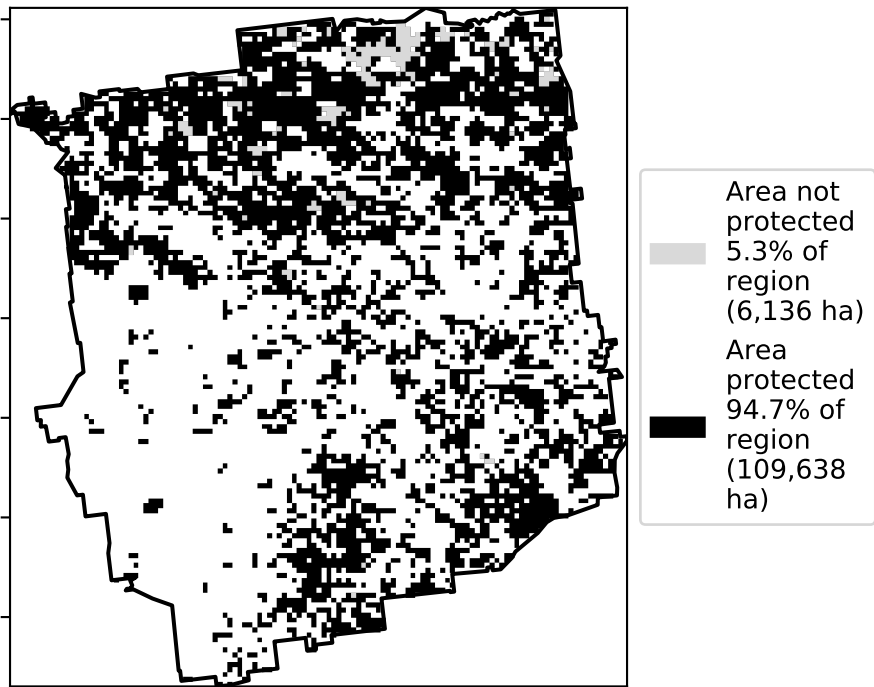 Area not
protected
5.3% of
region
(6,136 ha)
Area
protected
94.7% of
region
(109,638
ha)